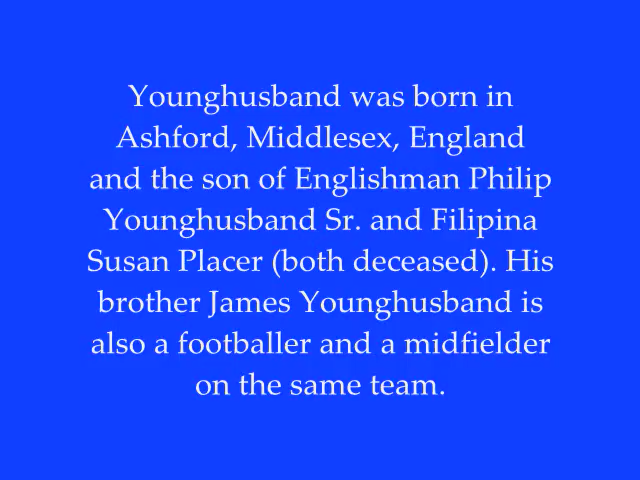 Younghusband was born in
Ashford, Middlesex, England
and the son of Englishman Philip
Younghusband Sr. and Filipina
Susan Placer (both deceased). His
brother James Younghusband is
also a footballer and a midfielder
on the same team.